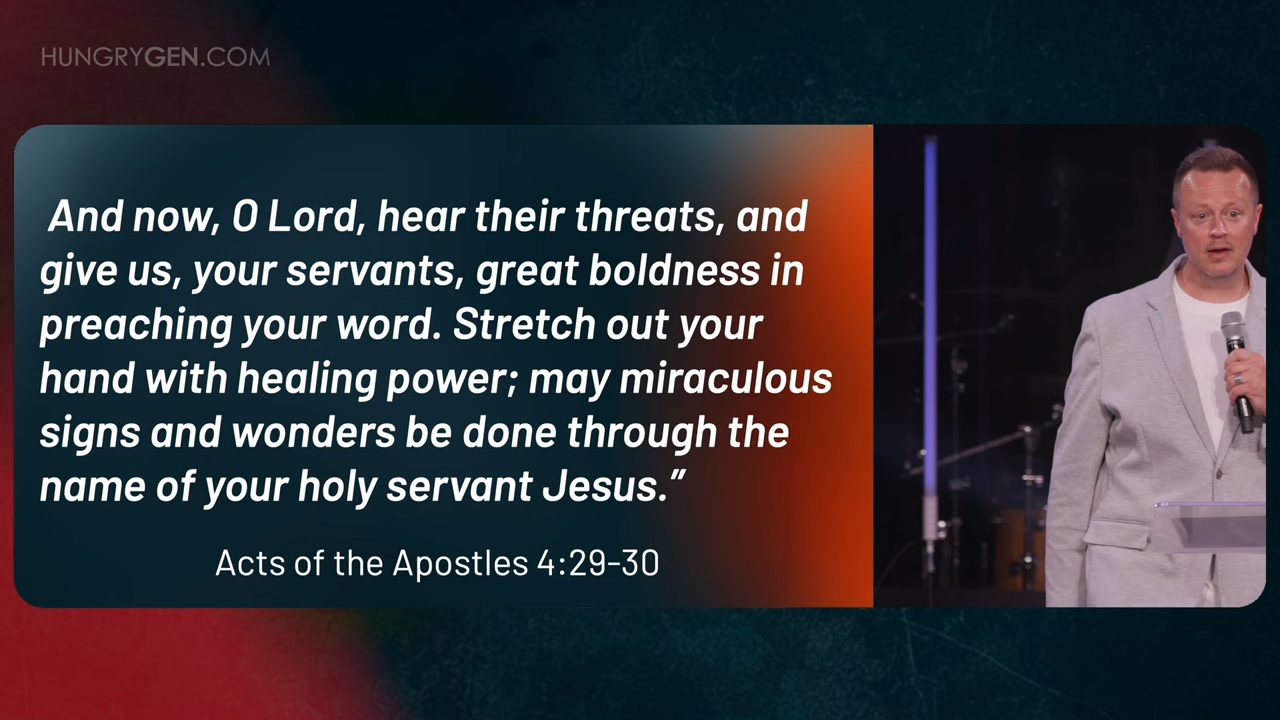 HUNGRYGEN.COM
And now, O Lord, hear their threats, and
give us, your servants, great boldness in
preaching your word. Stretch out your
hand with healing power; may miraculous
signs and wonders be done through the
name of your holy servant Jesus.”
Acts of the Apostles 4:29-30